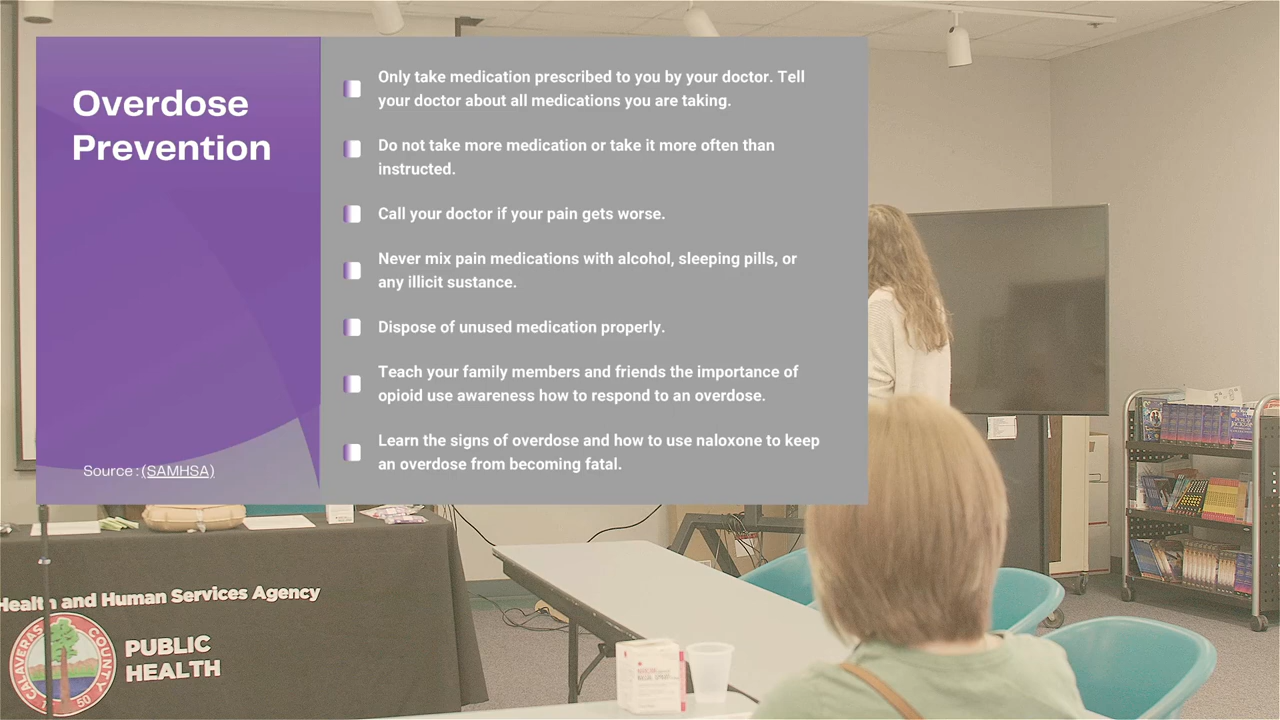 Overdose
Prevention
Source : (SAMHSA)
Only take medication prescribed to you by your doctor. Tell
your doctor about all medications you are taking.
Do not take more medication or take it more often than
instructed.
Call your doctor if your pain gets worse.
Never mix pain medications with alcohol, sleeping pills, or
any illicit sustance.
Dispose of unused medication properly.
Teach your family members and friends the importance of
opioid use awareness how to respond to an overdose.
Learn the signs of overdose and how to use naloxone to keep
an overdose from becoming fatal.
Health and Human Services Agency
CALAVERAS COUNTY
PUBLIC
HEALTH
NASAL SPRAY